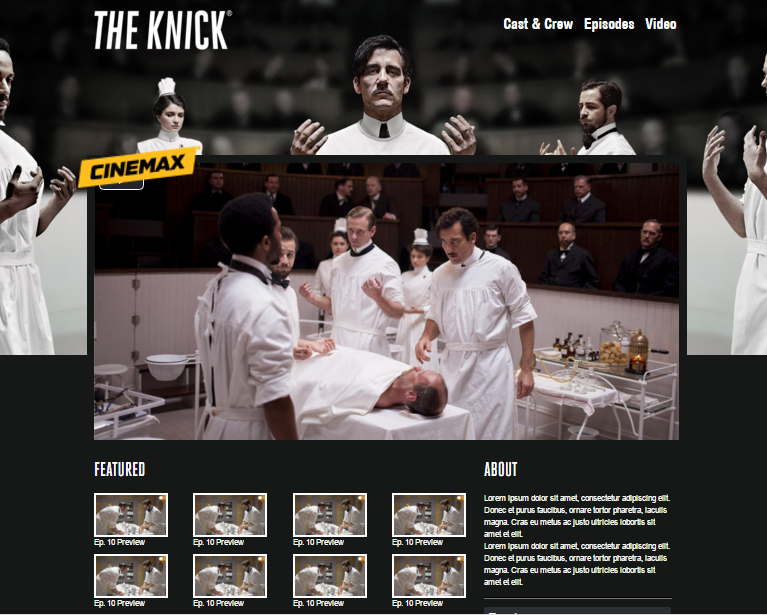 THE KNICK®
Cast & Crew Episodes Video
CINEMAX
FEATURED
Ep. 10 Preview Ep. 10 Preview Ep. 10 Preview Ep. 10 Preview
Ep. 10 Preview Ep. 10 Preview Ep. 10 Preview Ep. 10 Preview
ABOUT
Lorem ipsum dolor sit amet, consectetur adipiscing elit.
Donec et purus faucibus, ornare tortor pharetra, iaculis
magna. Cras eu metus ac justo ultricies lobortis sit
amet et elit.
Lorem ipsum dolor sit amet, consectetur adipiscing elit.
Donec et purus faucibus, ornare tortor pharetra, iaculis
magna. Cras eu metus ac justo ultricies lobortis sit
amet et elit.